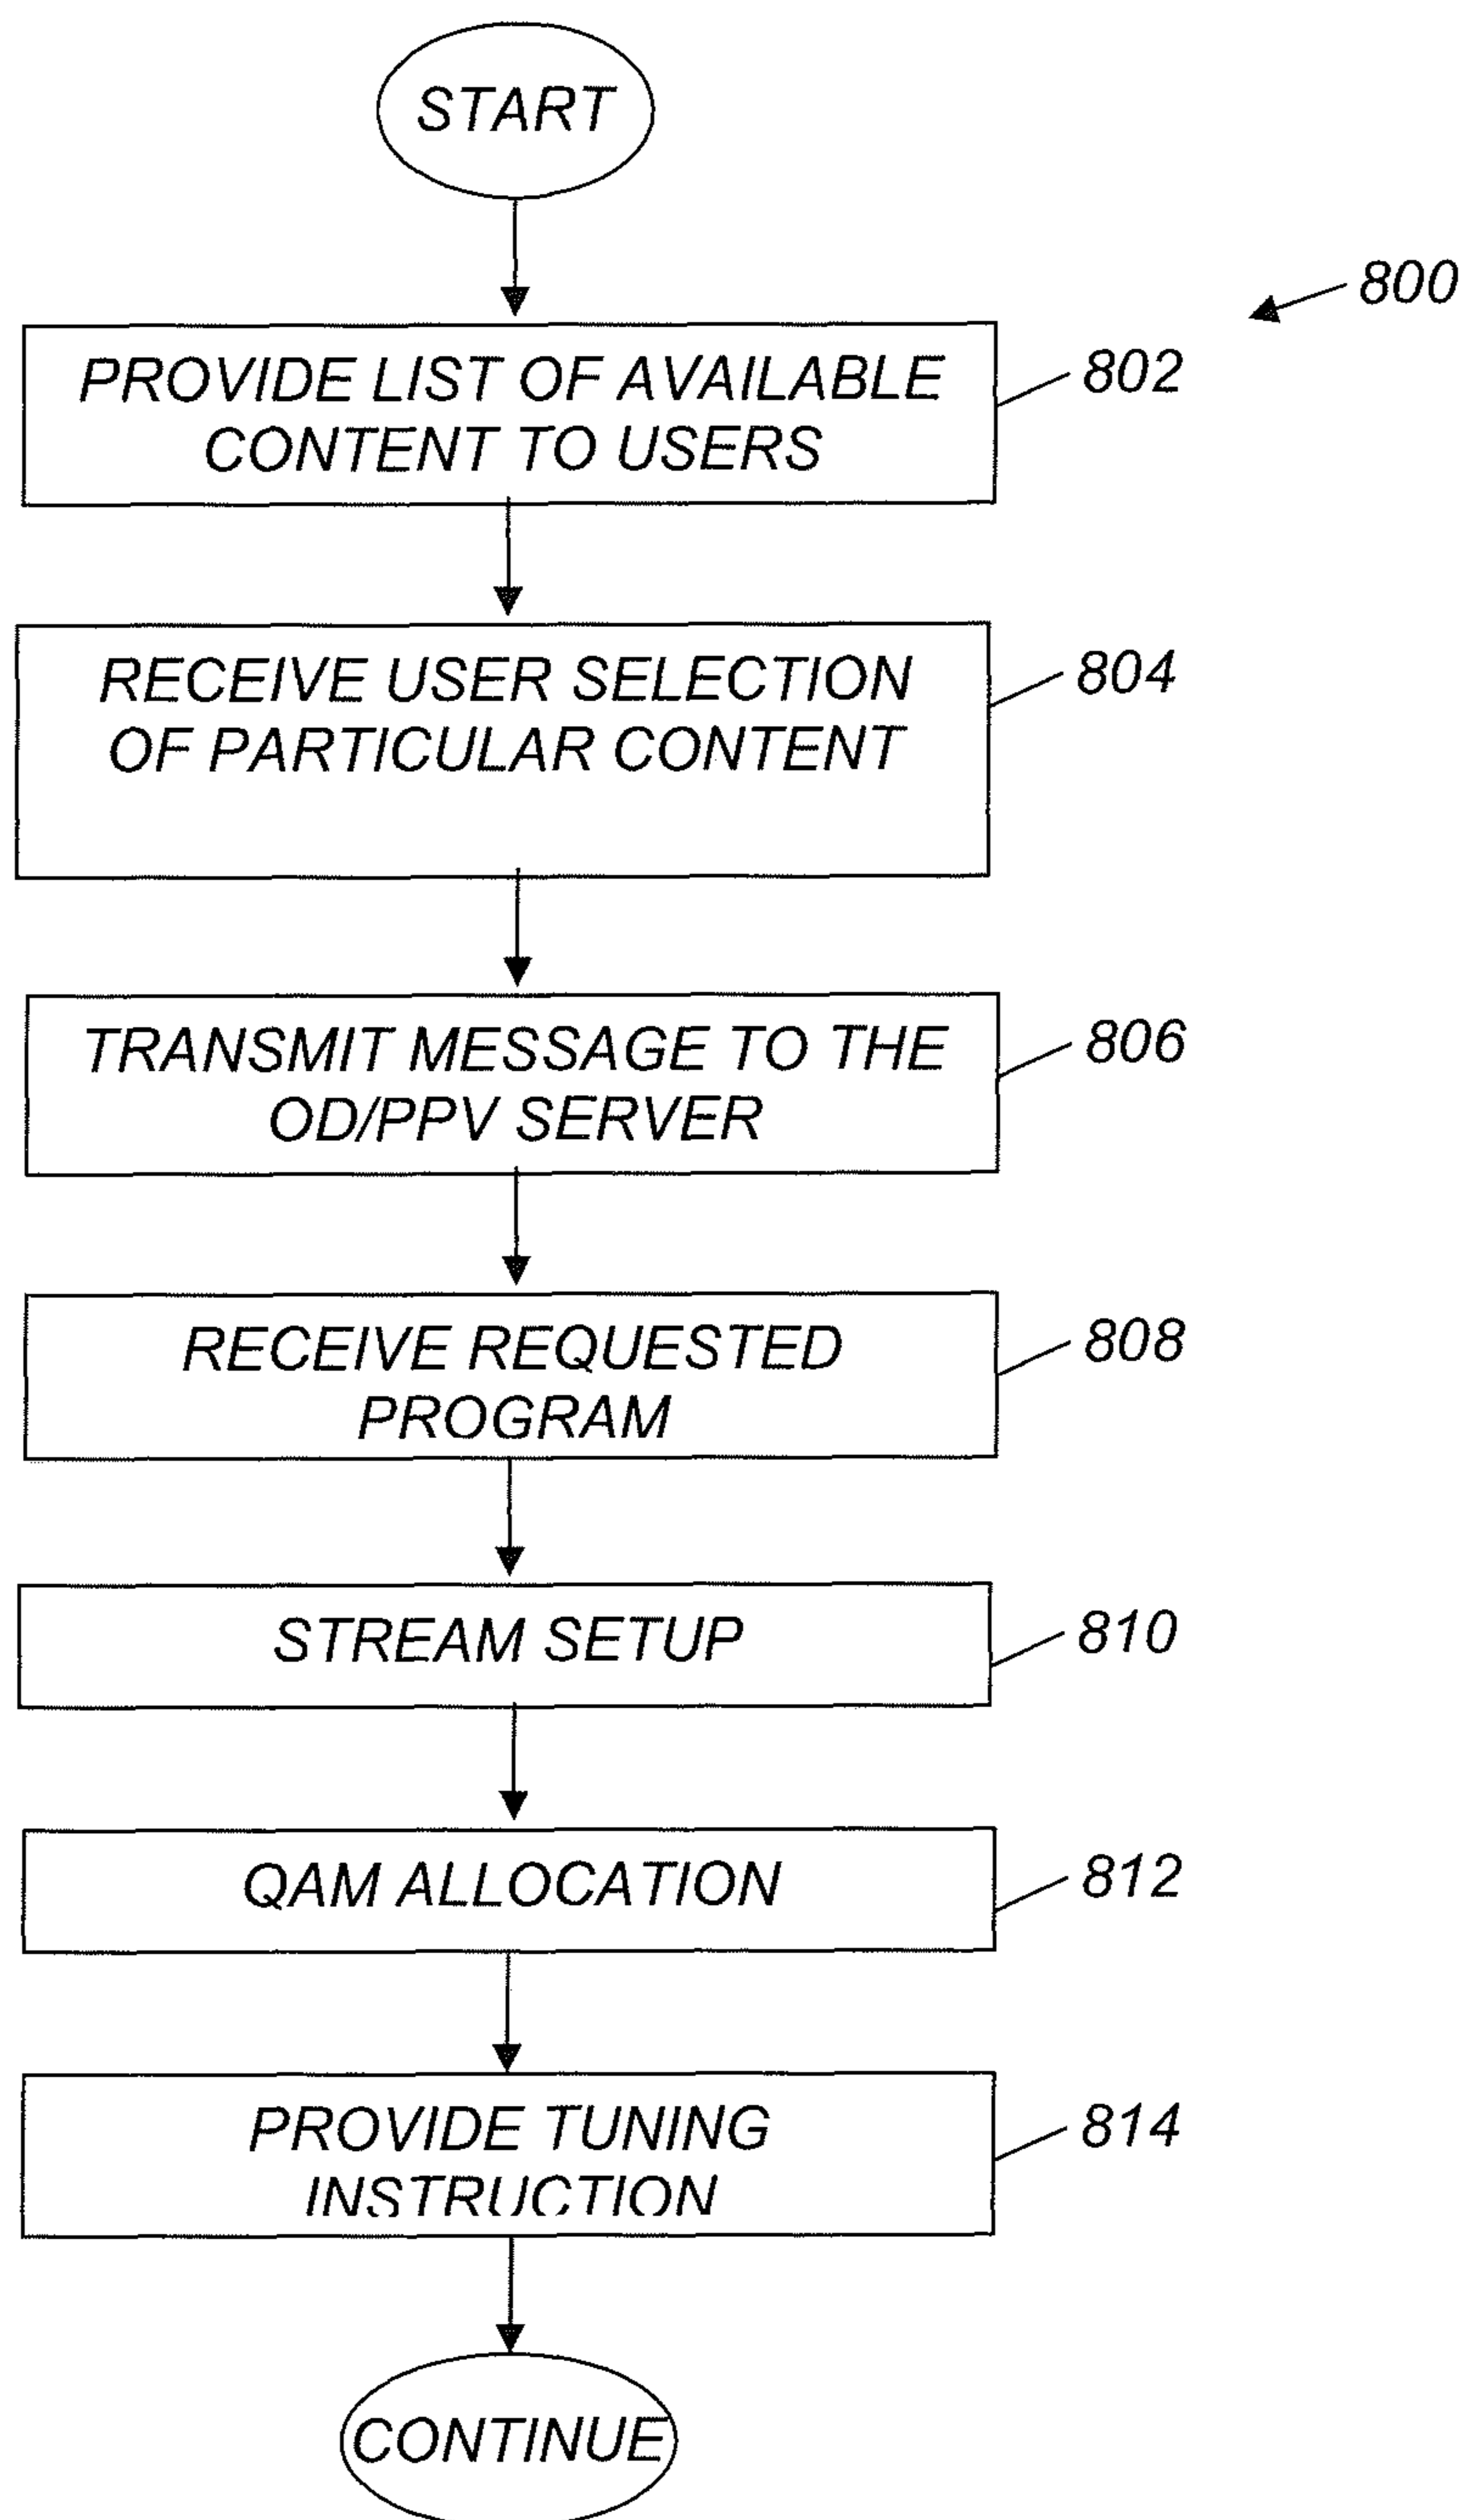 START
800
PROVIDE LIST OF AVAILABLE
CONTENT TO USERS
802
RECEIVE USER SELECTION
OF PARTICULAR CONTENT
804
TRANSMIT MESSAGE TO THE
OD/PPV SERVER
806
RECEIVE REQUESTED
PROGRAM
808
STREAM SETUP
810
QAM ALLOCATION
812
PROVIDE TUNING
INSTRUCTION
814
CONTINUE